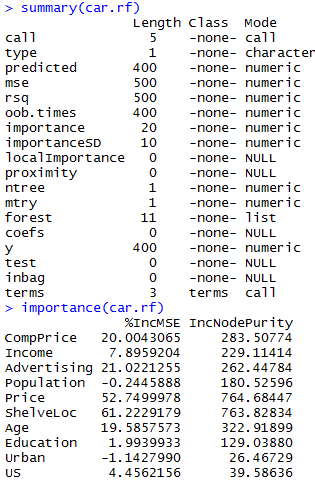 > summary(car.rf)
                Length Class  Mode
call              5    -none- call
type              1    -none- character
predicted       400    -none- numeric
mse             500    -none- numeric
rsq             500    -none- numeric
oob.times       400    -none- numeric
importance       20    -none- numeric
importanceSD     10    -none- numeric
localImportance   0    -none- NULL
proximity         0    -none- NULL
ntree             1    -none- numeric
mtry              1    -none- numeric
forest           11    -none- list
coefs             0    -none- NULL
y               400    -none- numeric
test              0    -none- NULL
inbag             0    -none- NULL
terms             3    terms  call
> importance(car.rf)
               %IncMSE IncNodePurity
CompPrice   20.0043065     283.50774
Income       7.8959204     229.11414
Advertising 21.0221255     262.44784
Population  -0.2445888     180.52596
Price       52.7499978     764.68447
ShelveLoc   61.2229179     763.82834
Age         19.5857573     322.91899
Education    1.9939933     129.03880
Urban       -1.1427990      26.46729
US           4.4562156      39.58636